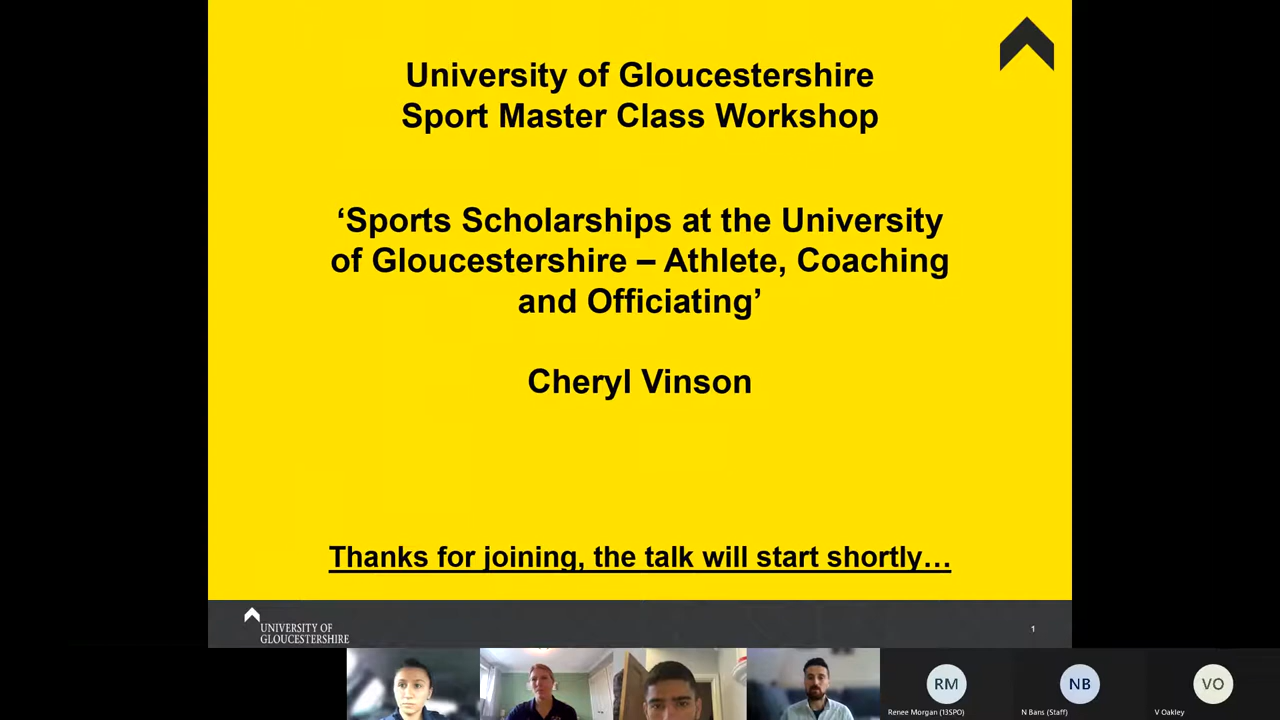 University of Gloucestershire
Sport Master Class Workshop
‘Sports Scholarships at the University
of Gloucestershire – Athlete, Coaching
and Officiating’
Cheryl Vinson
Thanks for joining, the talk will start shortly…
UNIVERSITY OF
GLOUCESTERSHIRE
1
RM
NB
VO
Renee Morgan (13SPO)
N Bans (Staff)
V Oakley